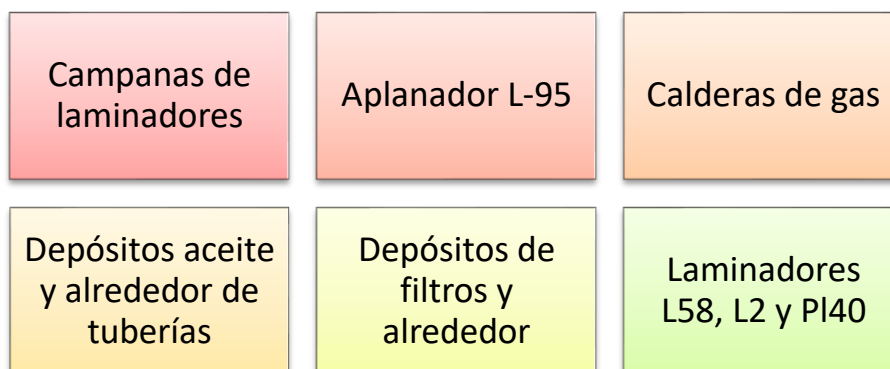 Campanas de
laminadores
Aplanador L-95
Calderas de gas
Depósitos aceite
y alrededor de
tuberías
Depósitos de
filtros y
alrededor
Laminadores
L58, L2 y Pl40